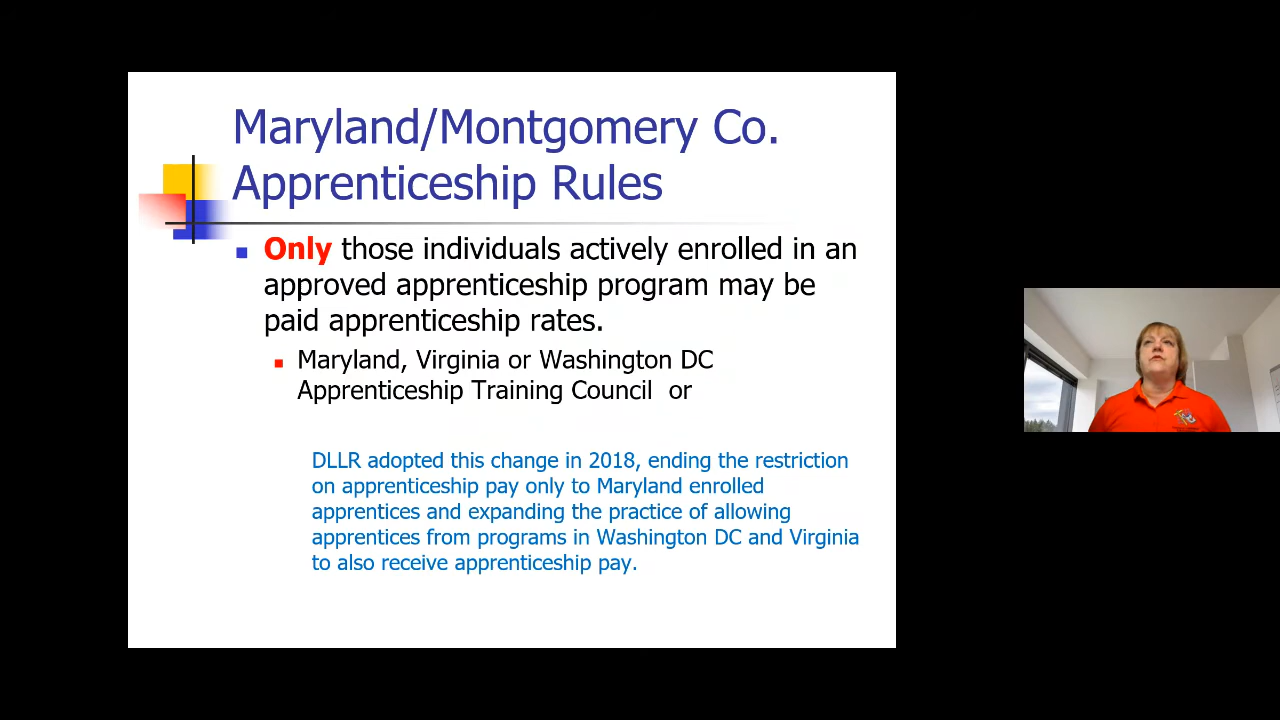 Maryland/Montgomery Co.
Apprenticeship Rules
Only those individuals actively enrolled in an
approved apprenticeship program may be
paid apprenticeship rates.
Maryland, Virginia or Washington DC
Apprenticeship Training Council or
DLLR adopted this change in 2018, ending the restriction
on apprenticeship pay only to Maryland enrolled
apprentices and expanding the practice of allowing
apprentices from programs in Washington DC and Virginia
to also receive apprenticeship pay.